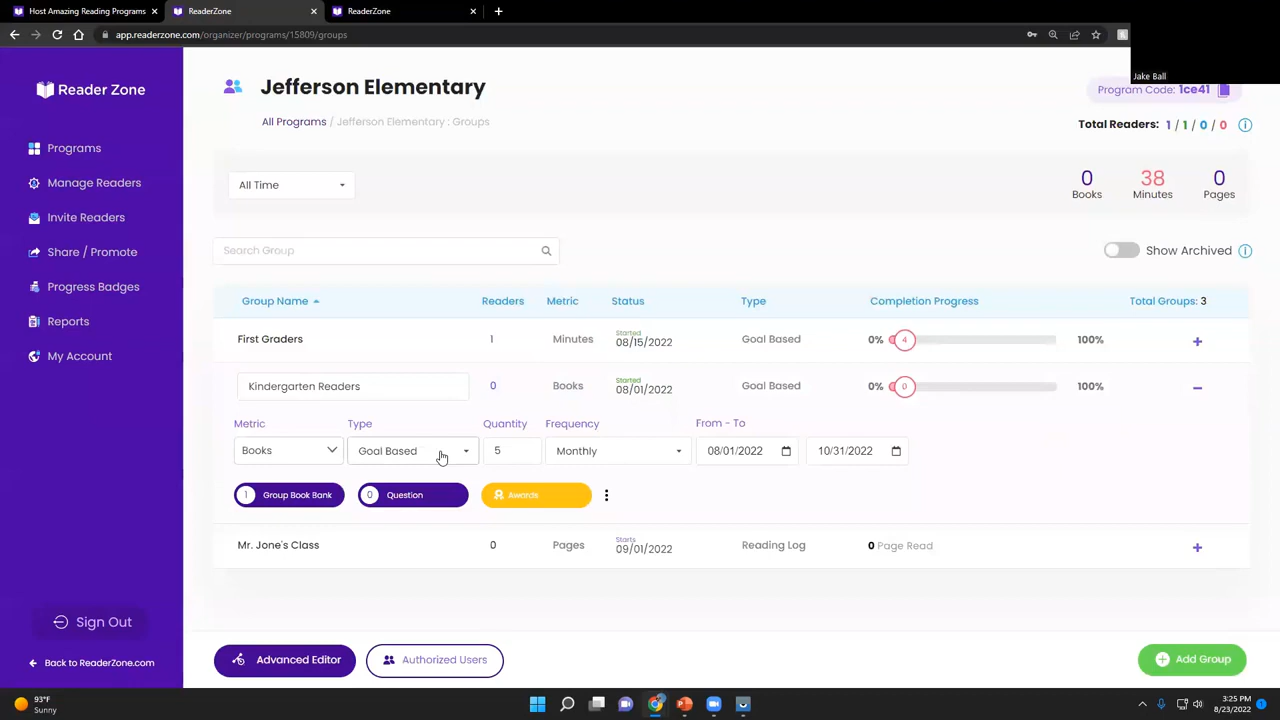 Host Amazing Reading Programs
ReaderZone
ReaderZone
app.readerzone.com/organizer/programs/15809/groups
Jake Ball
Reader Zone
Programs
Manage Readers
Invite Readers
Share / Promote
Progress Badges
Reports
My Account
Sign Out
Back to ReaderZone.com
Jefferson Elementary
All Programs / Jefferson Elementary : Groups
Program Code: 1ce41
Total Readers: 1 / 1 / 0 / 0
All Time
0 38 0
Books Minutes Pages
Search Group
Show Archived
Group Name Readers Metric Status Type Completion Progress Total Groups: 3
First Graders 1 Minutes Started 08/15/2022 Goal Based 0% 4 100% +
Kindergarten Readers 0 Books Started 08/01/2022 Goal Based 0% 0 100% −
Metric Type Quantity Frequency From - To
Books Goal Based 5 Monthly 08/01/2022 10/31/2022
1 Group Book Bank 0 Question Awards
Mr. Jone's Class 0 Pages Starts 09/01/2022 Reading Log 0 Page Read +
Advanced Editor Authorized Users Add Group
93°F
Sunny
3:25 PM
8/23/2022